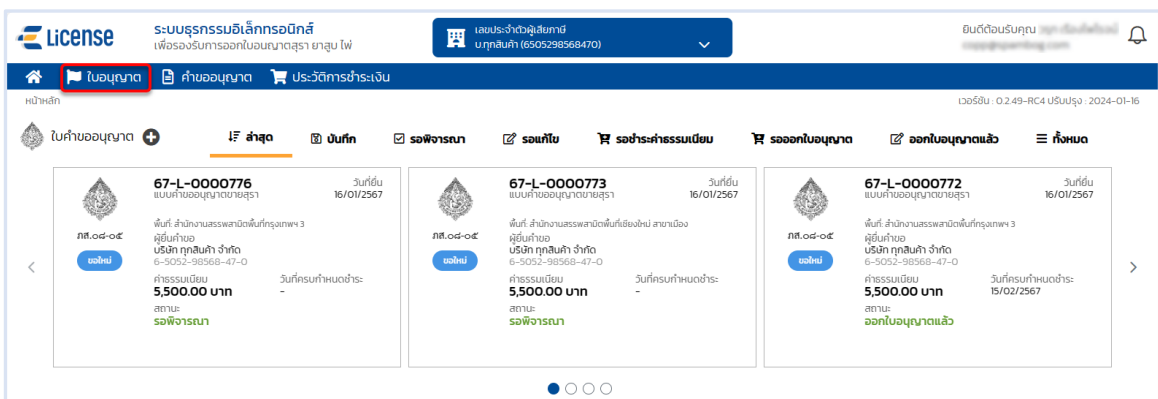 License
ระบบธุรกรรมอิเล็กทรอนิกส์
เพื่อรองรับการออกใบอนุญาตสุรา ยาสูบ ไพ่
เลขประจำตัวผู้เสียภาษี
บ.ทุกสินค้า (6505298568470)
ยินดีต้อนรับคุณ
ใบอนุญาต คำขออนุญาต ประวัติการชำระเงิน
หน้าหลัก
เวอร์ชัน : 0.2.49-RC4 ปรับปรุง : 2024-01-16
ใบคำขออนุญาต
ล่าสุด บันทึก รอพิจารณา รอแก้ไข รอชำระค่าธรรมเนียม รอออกใบอนุญาต ออกใบอนุญาตแล้ว ทั้งหมด
67-L-0000776
แบบคำขออนุญาตขายสุรา
วันที่ยื่น
16/01/2567
พื้นที่: สำนักงานสรรพสามิตพื้นที่กรุงเทพฯ 3
ภส.๐๘-๐๕
ขอใหม่
ผู้ยื่นคำขอ
บริษัท ทุกสินค้า จำกัด
6-5052-98568-47-0
ค่าธรรมเนียม
5,500.00 บาท
วันที่ครบกำหนดชำระ
-
สถานะ
รอพิจารณา
67-L-0000773
แบบคำขออนุญาตขายสุรา
วันที่ยื่น
16/01/2567
พื้นที่: สำนักงานสรรพสามิตพื้นที่เชียงใหม่ สาขาเมือง
ภส.๐๘-๐๕
ขอใหม่
ผู้ยื่นคำขอ
บริษัท ทุกสินค้า จำกัด
6-5052-98568-47-0
ค่าธรรมเนียม
5,500.00 บาท
วันที่ครบกำหนดชำระ
-
สถานะ
รอพิจารณา
67-L-0000772
แบบคำขออนุญาตขายสุรา
วันที่ยื่น
16/01/2567
พื้นที่: สำนักงานสรรพสามิตพื้นที่กรุงเทพฯ 3
ภส.๐๘-๐๕
ขอใหม่
ผู้ยื่นคำขอ
บริษัท ทุกสินค้า จำกัด
6-5052-98568-47-0
ค่าธรรมเนียม
5,500.00 บาท
วันที่ครบกำหนดชำระ
15/02/2567
สถานะ
ออกใบอนุญาตแล้ว